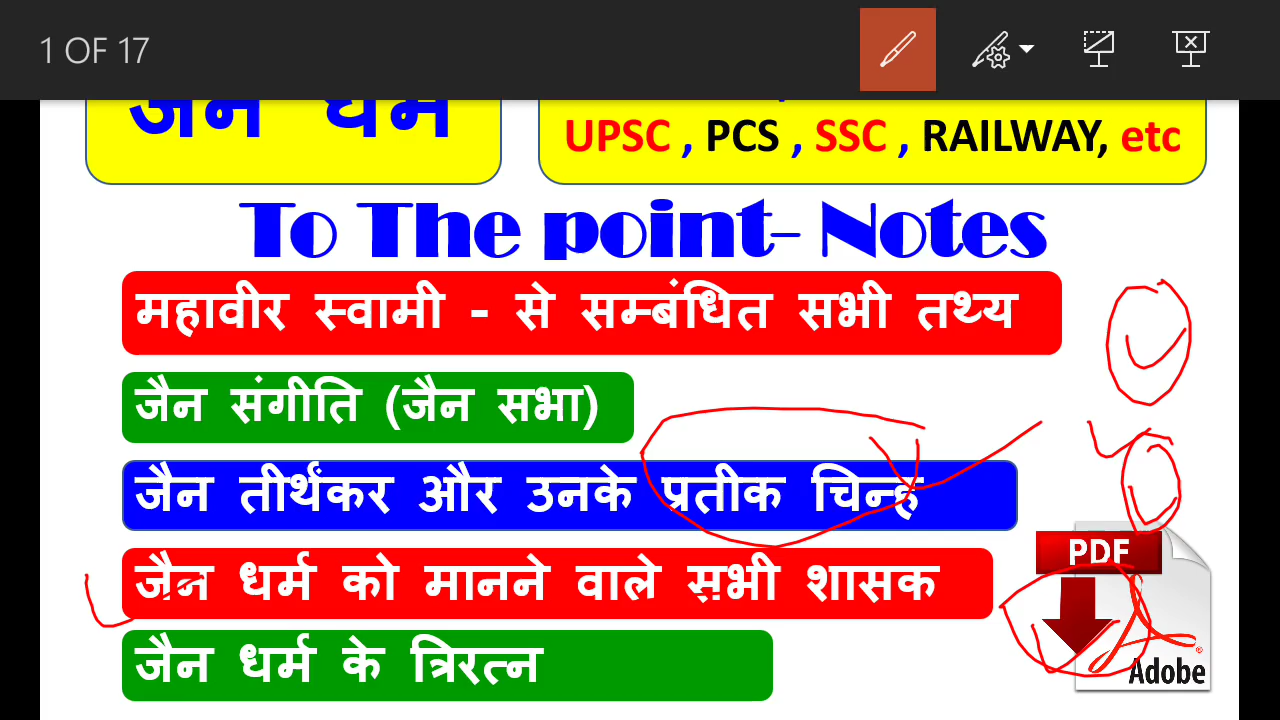 1 OF 17
जैन धर्म
UPSC , PCS , SSC , RAILWAY, etc
To The point- Notes
महावीर स्वामी - से सम्बंधित सभी तथ्य
जैन संगीति (जैन सभा)
जैन तीर्थंकर और उनके प्रतीक चिन्ह
जैन धर्म को मानने वाले सभी शासक
जैन धर्म के त्रिरत्न
PDF
Adobe